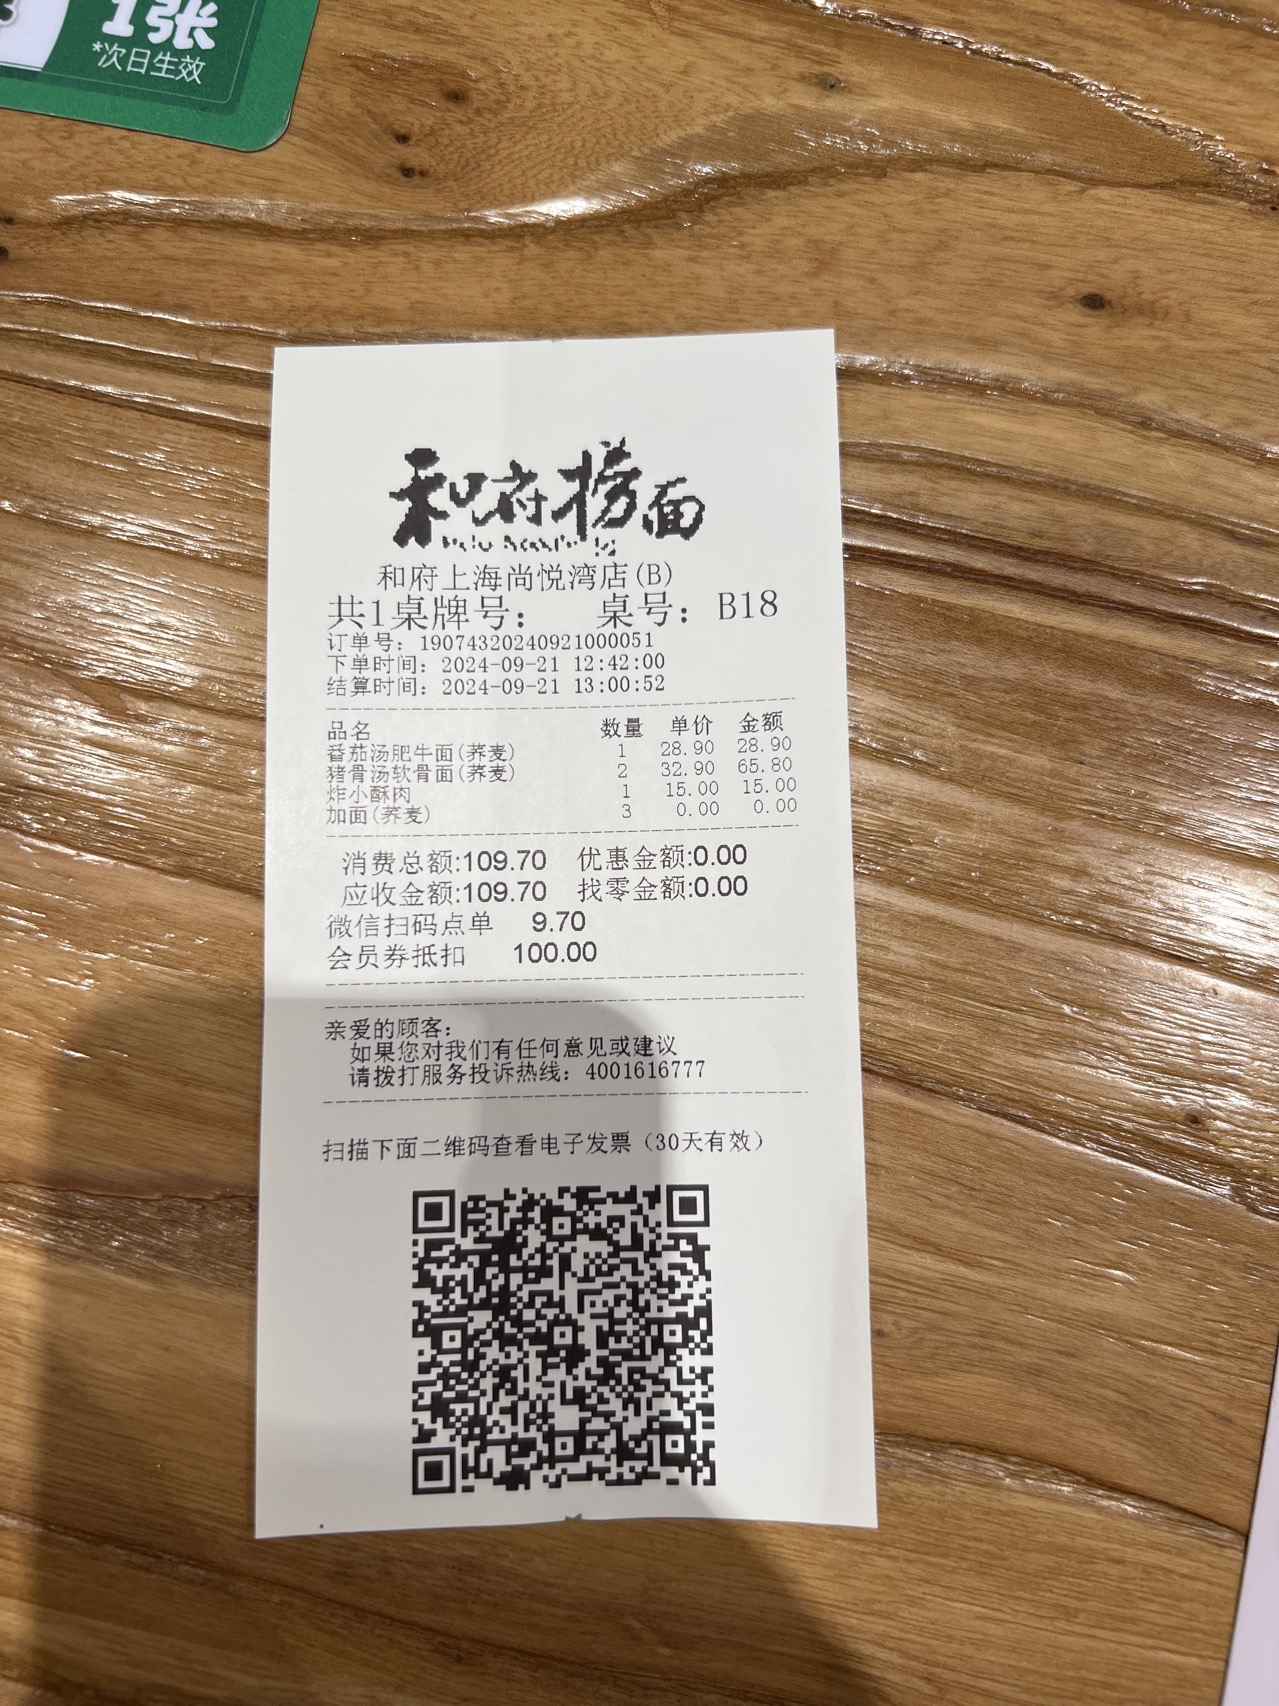 1张
*次日生效
和府捞面
和府上海尚悦湾店(B)
共1桌牌号： 桌号：B18
订单号：19074320240921000051
下单时间：2024-09-21 12:42:00
结算时间：2024-09-21 13:00:52
品名 数量 单价 金额
番茄汤肥牛面(荞麦) 1 28.90 28.90
猪骨汤软骨面(荞麦) 2 32.90 65.80
炸小酥肉 1 15.00 15.00
加面(荞麦) 3 0.00 0.00
消费总额:109.70 优惠金额:0.00
应收金额:109.70 找零金额:0.00
微信扫码点单 9.70
会员券抵扣 100.00
亲爱的顾客：
如果您对我们有任何意见或建议
请拨打服务投诉热线：4001616777
扫描下面二维码查看电子发票（30天有效）